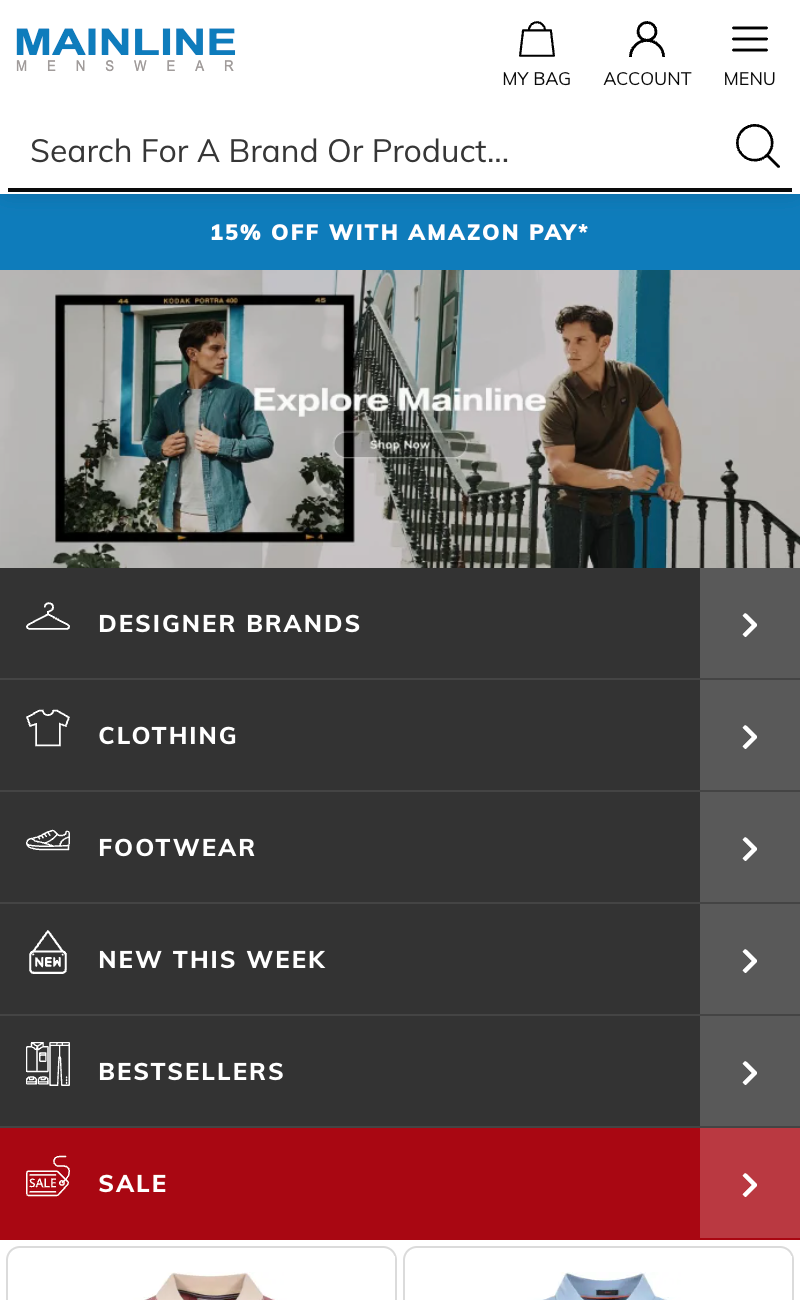 MAINLINE
MENSWEAR
MY BAG
ACCOUNT
MENU
Search For A Brand Or Product...
15% OFF WITH AMAZON PAY*
44 KODAK PORTRA 400 45
Explore Mainline
Shop Now
4
DESIGNER BRANDS
CLOTHING
FOOTWEAR
NEW
NEW THIS WEEK
BESTSELLERS
SALE
SALE